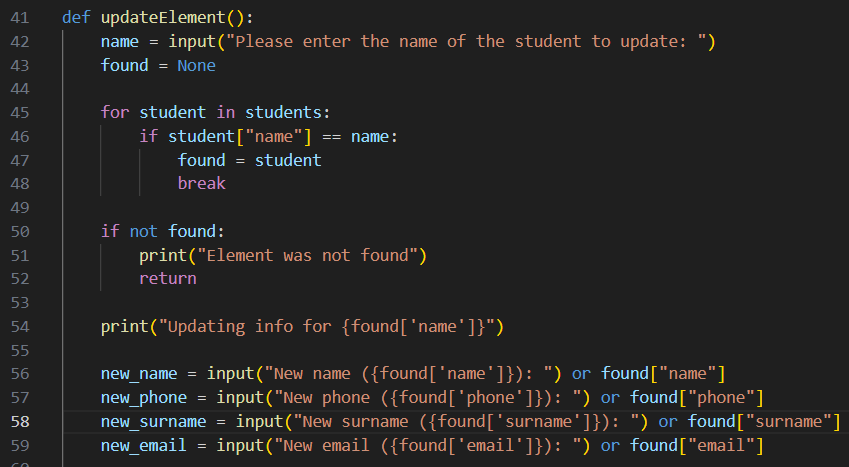 41 def updateElement():
42     name = input("Please enter the name of the student to update: ")
43     found = None
44
45     for student in students:
46         if student["name"] == name:
47             found = student
48             break
49
50     if not found:
51         print("Element was not found")
52         return
53
54     print("Updating info for {found['name']}")
55
56     new_name = input("New name ({found['name']}): ") or found["name"]
57     new_phone = input("New phone ({found['phone']}): ") or found["phone"]
58     new_surname = input("New surname ({found['surname']}): ") or found["surname"]
59     new_email = input("New email ({found['email']}): ") or found["email"]